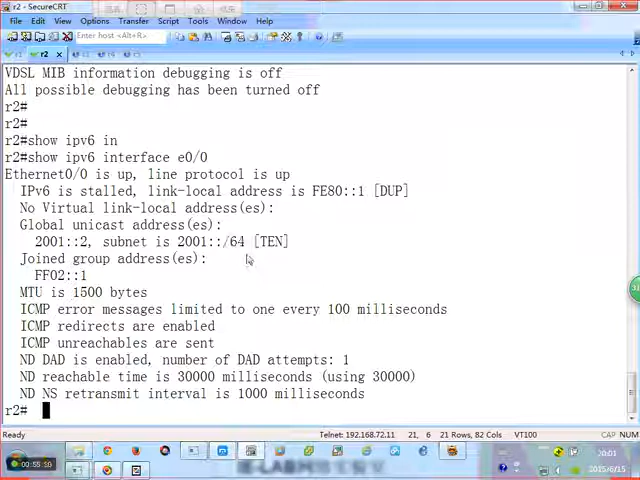 r2 - SecureCRT
File Edit View Options Transfer Script Tools Window Help
Enter host <Alt+R>
r1 r2 r3 r4 r5
VDSL MIB information debugging is off
All possible debugging has been turned off
r2#
r2#
r2#show ipv6 in
r2#show ipv6 interface e0/0
Ethernet0/0 is up, line protocol is up
IPv6 is stalled, link-local address is FE80::1 [DUP]
No Virtual link-local address(es):
Global unicast address(es):
2001::2, subnet is 2001::/64 [TEN]
Joined group address(es):
FF02::1
MTU is 1500 bytes
ICMP error messages limited to one every 100 milliseconds
ICMP redirects are enabled
ICMP unreachables are sent
ND DAD is enabled, number of DAD attempts: 1
ND reachable time is 30000 milliseconds (using 30000)
ND NS retransmit interval is 1000 milliseconds
r2#
Ready Telnet: 192.168.72.11 21, 6 21 Rows, 82 Cols VT100 CAP NUM
00:55:10
20:01
2015/6/15